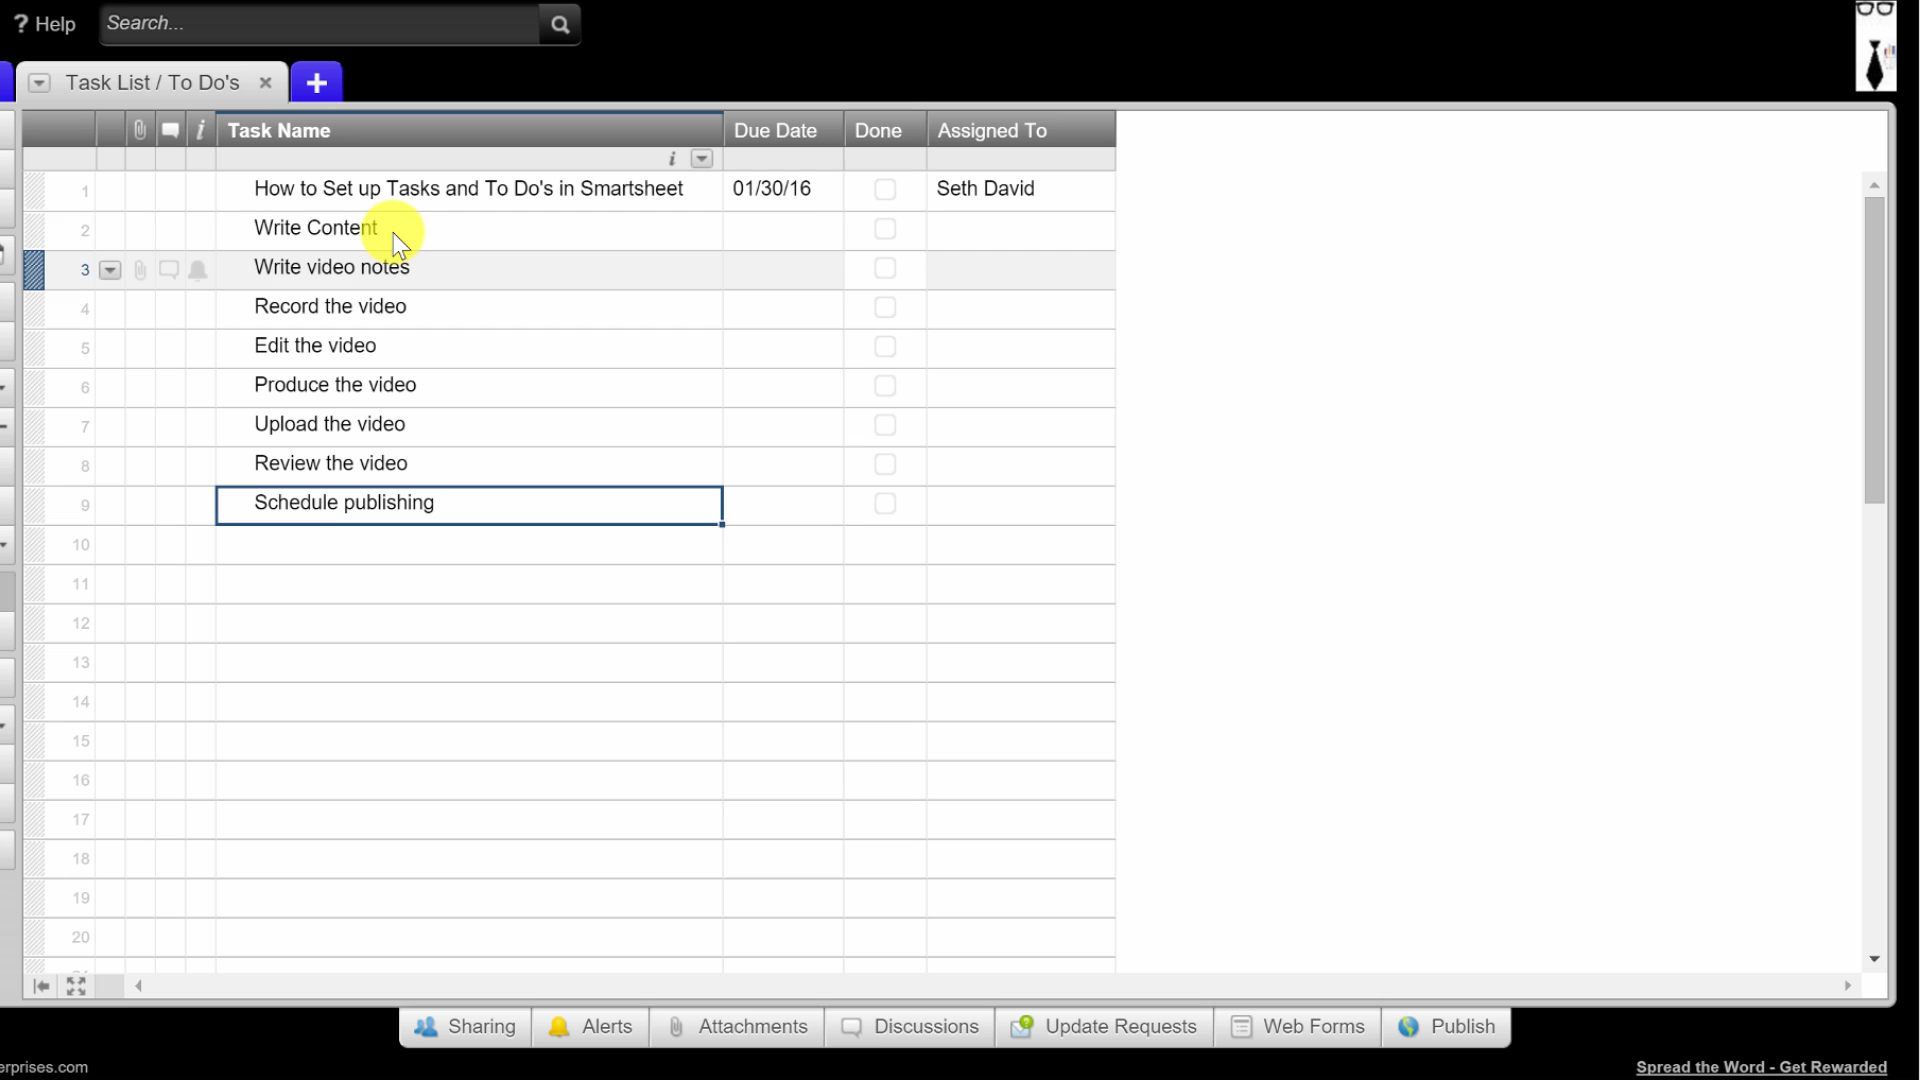 ? Help
Search...
Task List / To Do's
Task Name Due Date Done Assigned To
1 How to Set up Tasks and To Do's in Smartsheet 01/30/16 Seth David
2 Write Content
3 Write video notes
4 Record the video
5 Edit the video
6 Produce the video
7 Upload the video
8 Review the video
9 Schedule publishing
10
11
12
13
14
15
16
17
18
19
20
Sharing Alerts Attachments Discussions Update Requests Web Forms Publish
erprises.com
Spread the Word - Get Rewarded